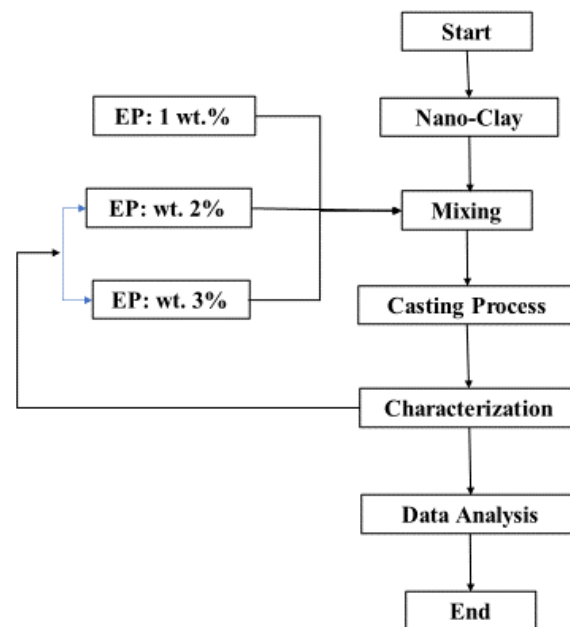 Start
Nano-Clay
EP: 1 wt.%
EP: wt. 2%
EP: wt. 3%
Mixing
Casting Process
Characterization
Data Analysis
End